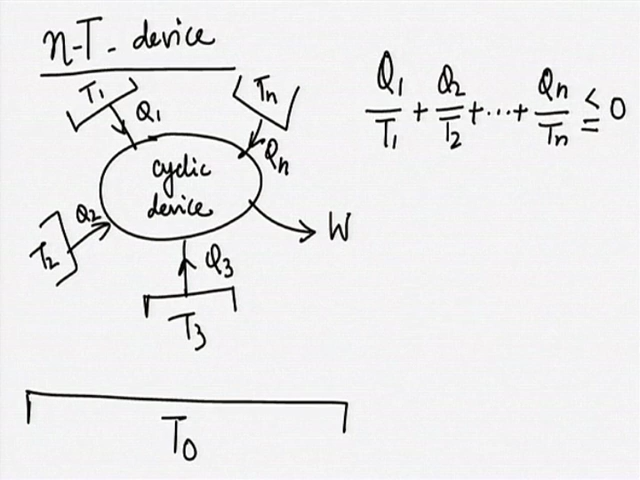 n-T- device
T1
Q1
Tn
Qn
Q1/T1 + Q2/T2 + ... + Qn/Tn ≤ 0
cyclic
device
Q2
T2
W
Q3
T3
T0